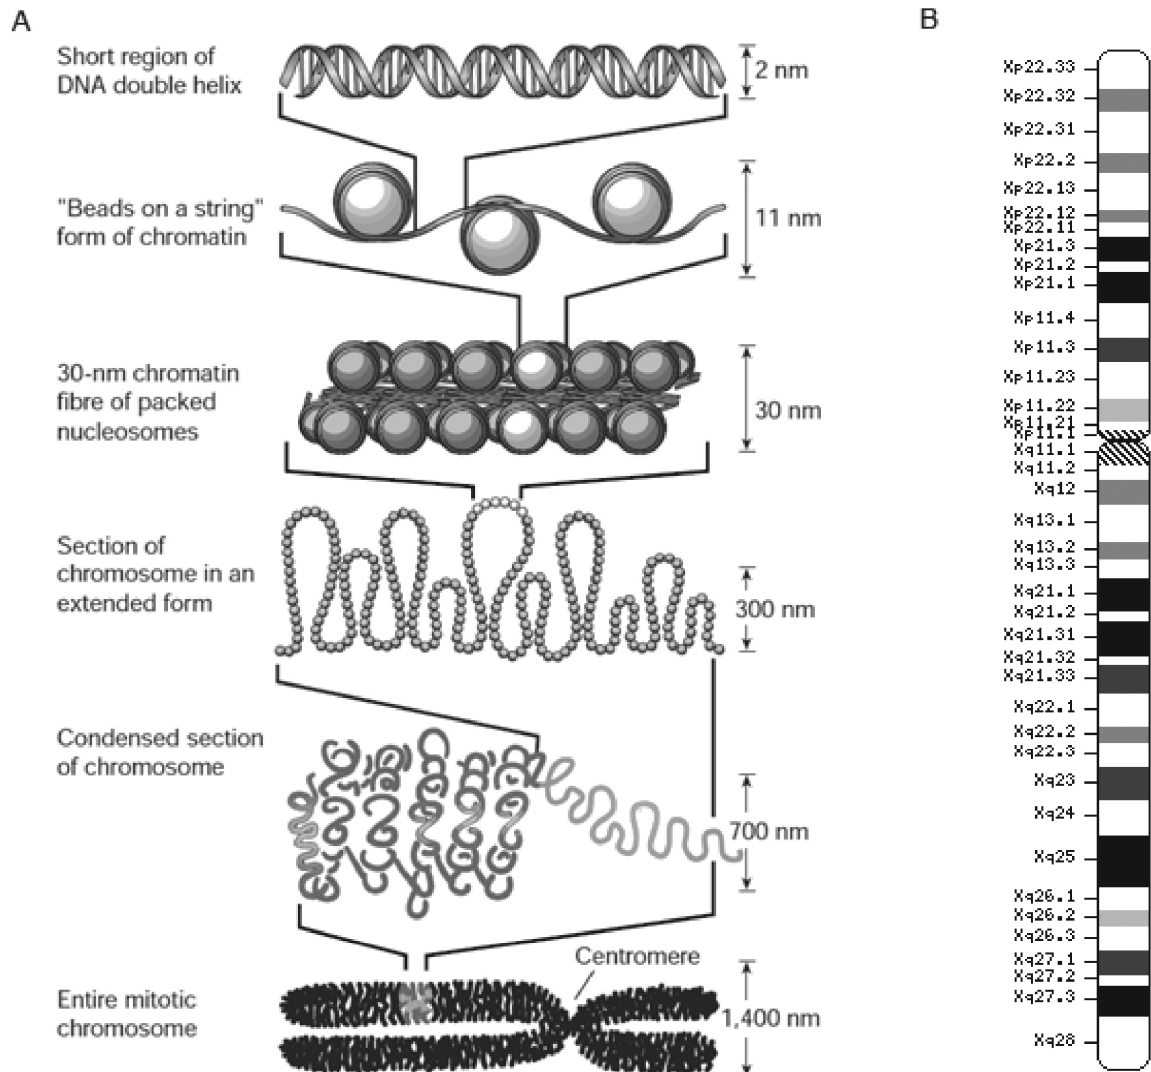 A
Short region of
DNA double helix
2 nm
"Beads on a string"
form of chromatin
11 nm
30-nm chromatin
fibre of packed
nucleosomes
30 nm
Section of
chromosome in an
extended form
300 nm
Condensed section
of chromosome
700 nm
Centromere
Entire mitotic
chromosome
1,400 nm
B
Xp22.33
Xp22.32
Xp22.31
Xp22.2
Xp22.13
Xp22.12
Xp22.11
Xp21.3
Xp21.2
Xp21.1
Xp11.4
Xp11.3
Xp11.23
Xp11.22
Xp11.21
Xp11.1
Xq11.1
Xq11.2
Xq12
Xq13.1
Xq13.2
Xq13.3
Xq21.1
Xq21.2
Xq21.31
Xq21.32
Xq21.33
Xq22.1
Xq22.2
Xq22.3
Xq23
Xq24
Xq25
Xq26.1
Xq26.2
Xq26.3
Xq27.1
Xq27.2
Xq27.3
Xq28